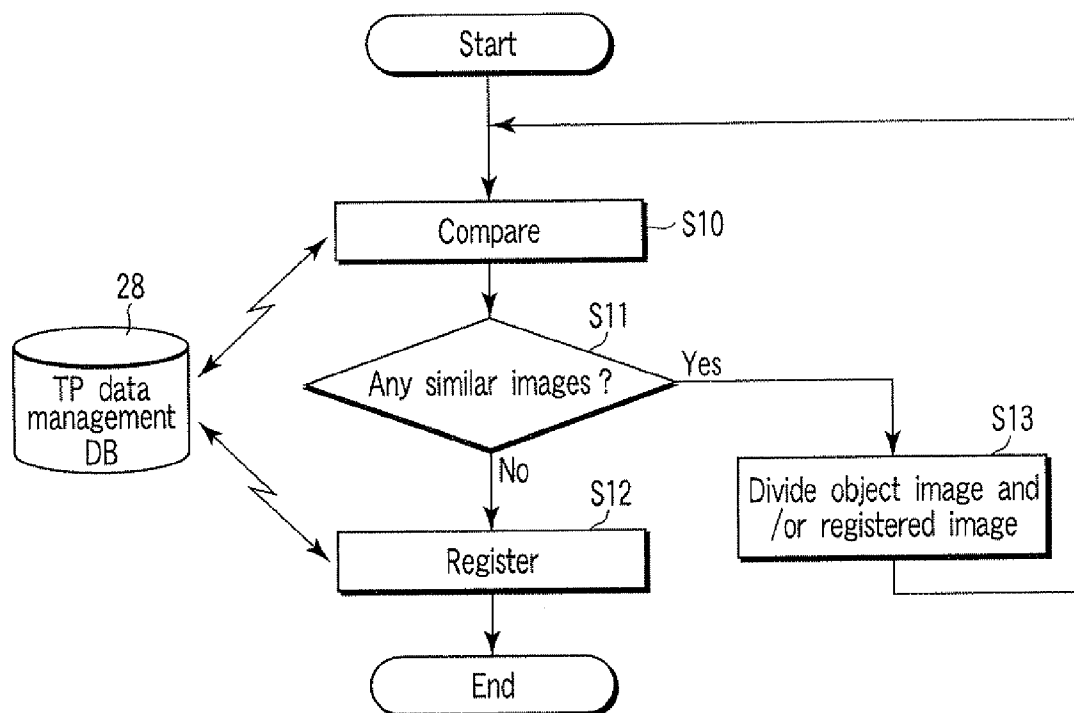 Start
Compare
S10
28
TP data
management
DB
S11
Any similar images ?
Yes
No
S13
Divide object image and
/or registered image
S12
Register
End